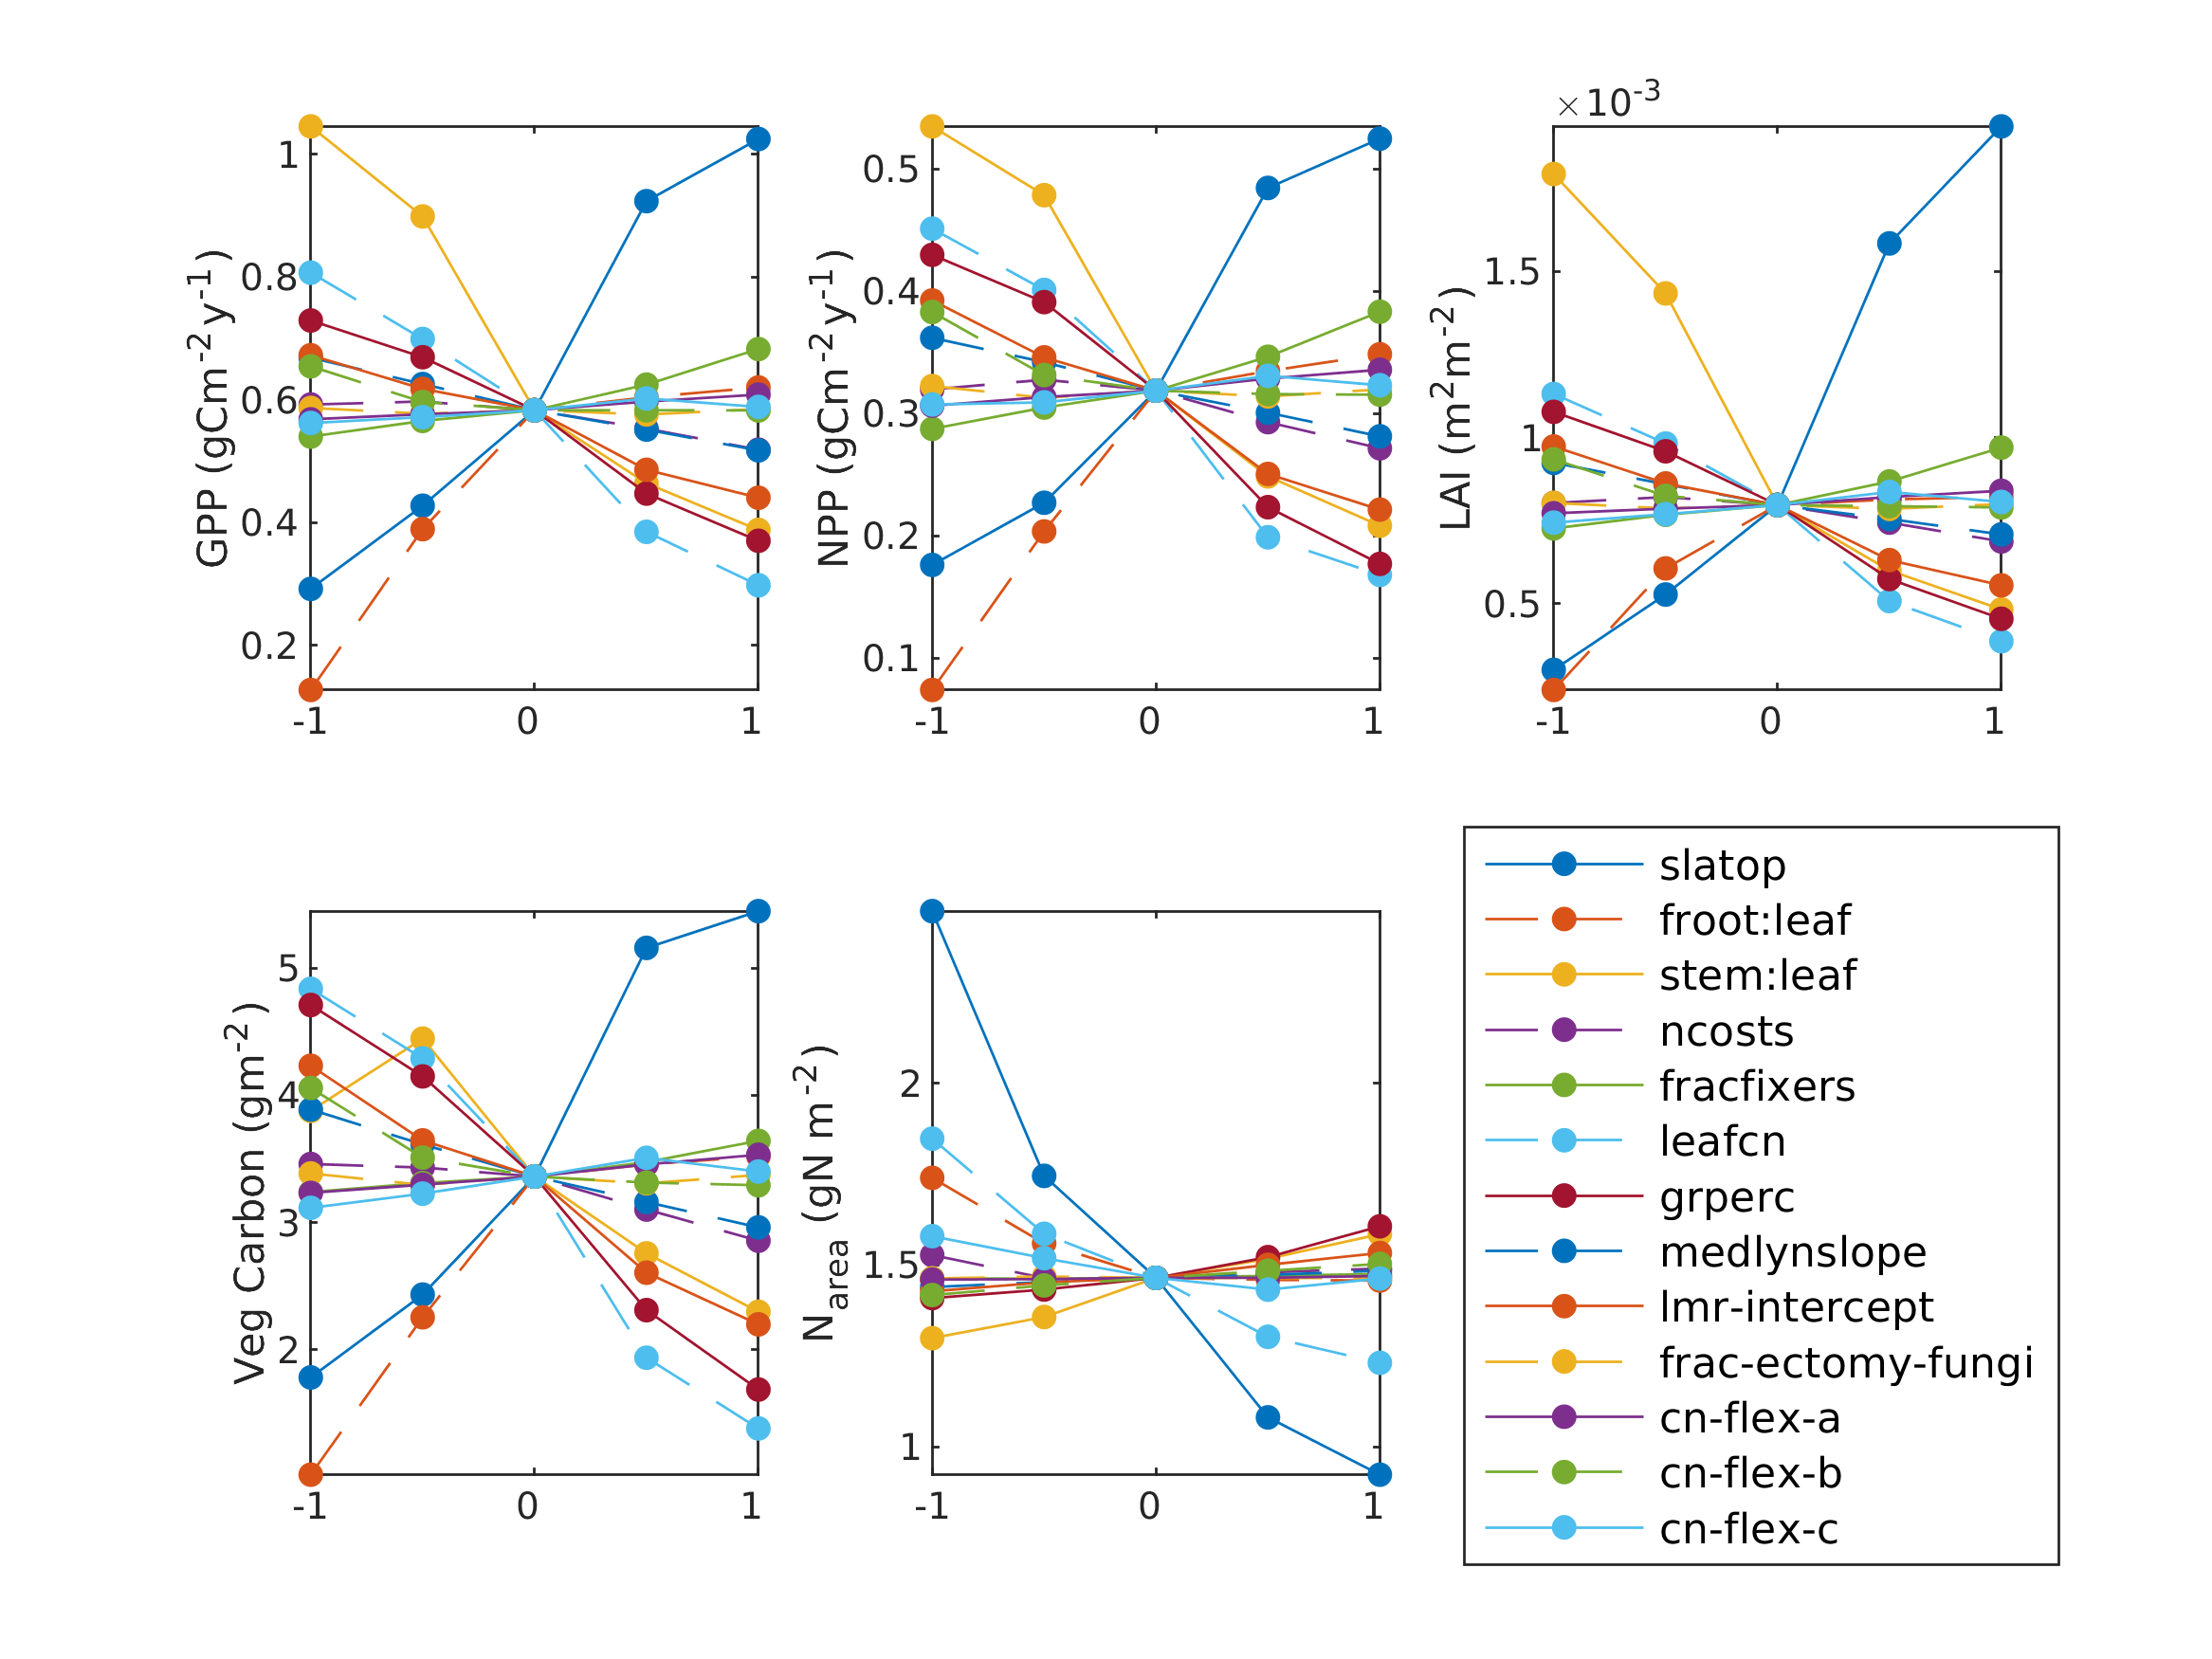 ×10⁻³
GPP (gCm⁻² y⁻¹)
1
0.8
0.6
0.4
0.2
-1 0 1
NPP (gCm⁻² y⁻¹)
0.5
0.4
0.3
0.2
0.1
-1 0 1
LAI (m² m⁻²)
1.5
1
0.5
-1 0 1
Veg Carbon (gm⁻²)
5
4
3
2
-1 0 1
N area (gN m⁻²)
2
1.5
1
-1 0 1
slatop
froot:leaf
stem:leaf
ncosts
fracfixers
leafcn
grperc
medlynslope
lmr-intercept
frac-ectomy-fungi
cn-flex-a
cn-flex-b
cn-flex-c